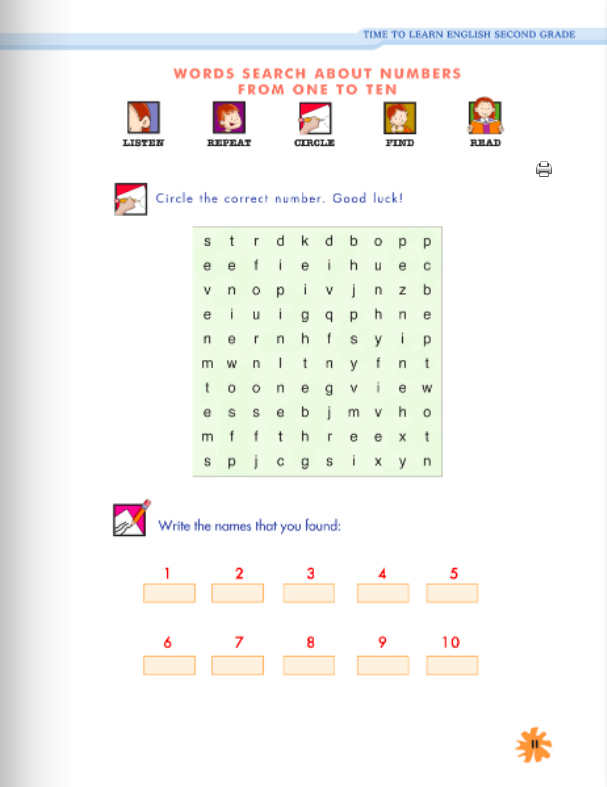 TIME TO LEARN ENGLISH SECOND GRADE
WORDS SEARCH ABOUT NUMBERS
FROM ONE TO TEN
LISTEN REPEAT CIRCLE FIND READ
Circle the correct number. Good luck!
s t r d k d b o p p
e e f i e i h u e c
v n o p i v j n z b
e i u i g q p h n e
n e r n h f s y i p
m w n l t n y f n t
t o o n e g v i e w
e s s e b j m v h o
m f f t h r e e x t
s p j c g s i x y n
Write the names that you found:
1 2 3 4 5
6 7 8 9 10
11